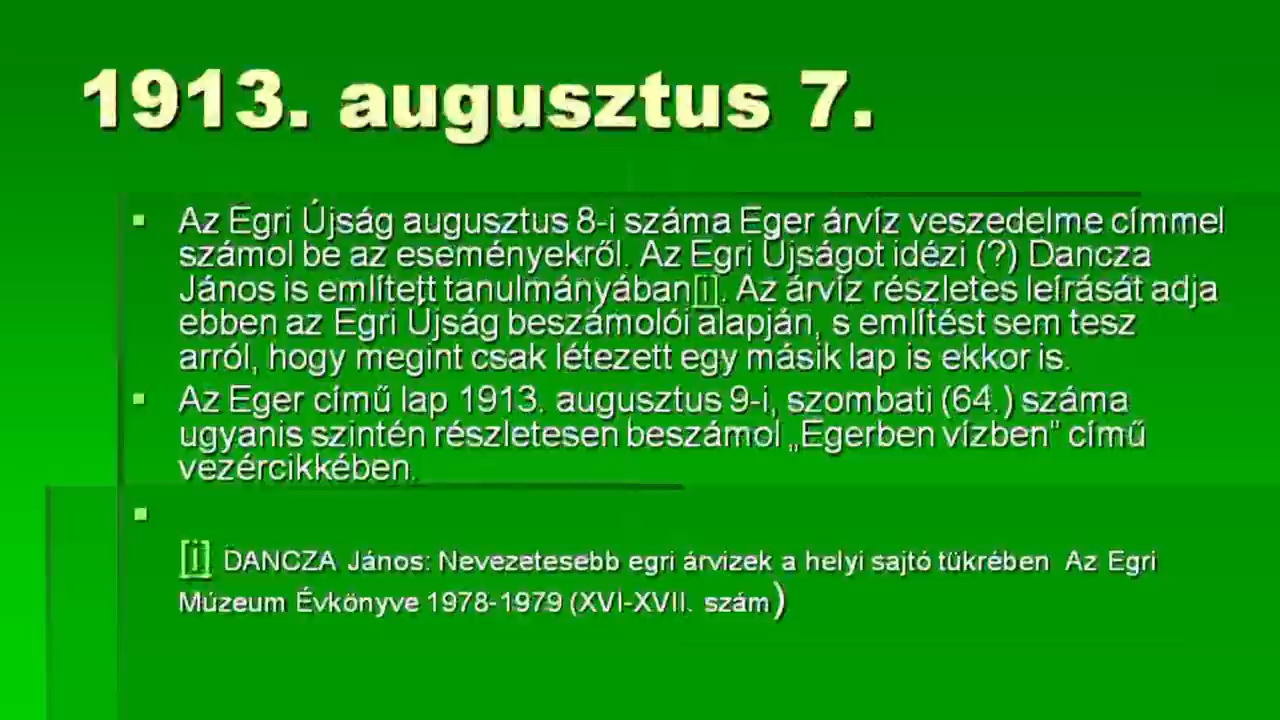 1913. augusztus 7.
Az Egri Újság augusztus 8-i száma Eger árvíz veszedelme címmel
számol be az eseményekről. Az Egri Újságot idézi (?) Dancza
János is említett tanulmányában[i]. Az árvíz részletes leírását adja
ebben az Egri Újság beszámolói alapján, s említést sem tesz
arról, hogy megint csak létezett egy másik lap is ekkor is.
Az Eger című lap 1913. augusztus 9-i, szombati (64.) száma
ugyanis szintén részletesen beszámol „Egerben vízben” című
vezércikkében.
[i] DANCZA János: Nevezetesebb egri árvizek a helyi sajtó tükrében Az Egri
Múzeum Évkönyve 1978-1979 (XVI-XVII. szám)